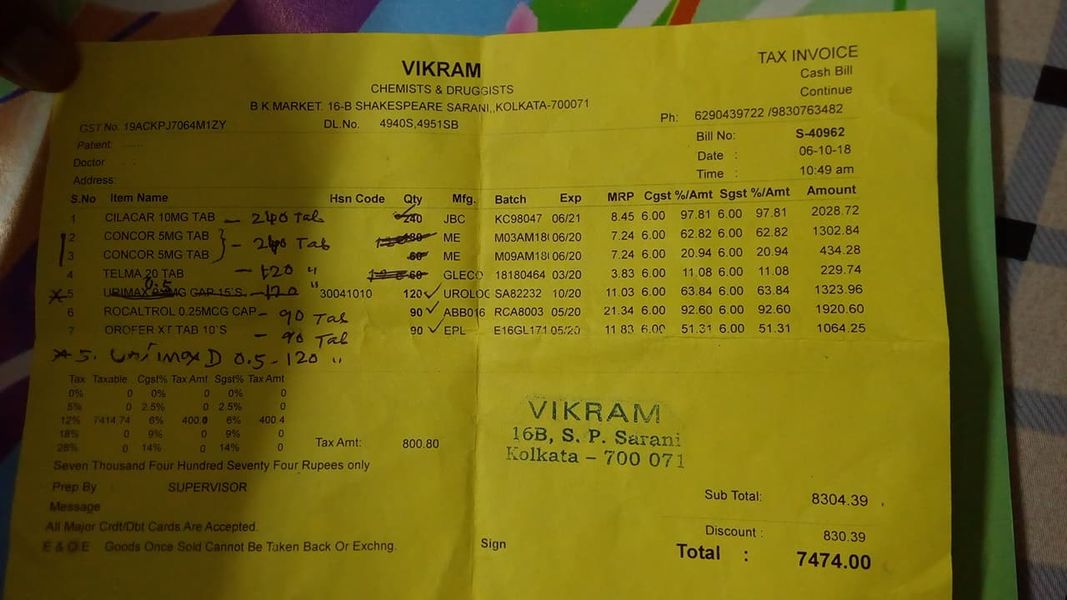 VIKRAM
TAX INVOICE
CHEMISTS & DRUGGISTS
Cash Bill
B K MARKET. 16-B SHAKESPEARE SARANI,,KOLKATA-700071
Continue
GST No. 19ACKPJ7064M1ZY DL.No. 4940S,4951SB Ph: 6290439722 /9830763482
Patient:
Bill No: S-40962
Doctor
Date : 06-10-18
Address:
Time : 10:49 am
S.No Item Name Hsn Code Qty Mfg. Batch Exp MRP Cgst %/Amt Sgst %/Amt Amount
1 CILACAR 10MG TAB - 240 Tab 240 JBC KC98047 06/21 8.45 6.00 97.81 6.00 97.81 2028.72
2 CONCOR 5MG TAB - 240 Tab ME M03AM18 06/20 7.24 6.00 62.82 6.00 62.82 1302.84
3 CONCOR 5MG TAB 60 ME M09AM18 06/20 7.24 6.00 20.94 6.00 20.94 434.28
4 TELMA 20 TAB - 120 " 60 GLECO 18180464 03/20 3.83 6.00 11.08 6.00 11.08 229.74
5 URIMAX MG CAP 15'S - 120 " 30041010 120 UROLOC SA82232 10/20 11.03 6.00 63.84 6.00 63.84 1323.96
6 ROCALTROL 0.25MCG CAP - 90 Tab 90 ABB016 RCA8003 05/20 21.34 6.00 92.60 6.00 92.60 1920.60
7 OROFER XT TAB 10'S - 90 Tab 90 EPL E16GL171 05/20 11.83 6.00 51.31 6.00 51.31 1064.25
5. Urimax D 0.5 - 120 "
Tax Taxable Cgst% Tax Amt Sgst% Tax Amt
0% 0 0% 0 0% 0
5% 0 2.5% 0 2.5% 0
12% 7414.74 6% 400.0 6% 400.4
18% 0 9% 0 9% 0
28% 0 14% 0 14% 0
Tax Amt: 800.80
VIKRAM
16B, S. P. Sarani
Kolkata - 700 071
Seven Thousand Four Hundred Seventy Four Rupees only
Prep By SUPERVISOR
Sub Total: 8304.39
Message
All Major Crdt/Dbt Cards Are Accepted.
Discount : 830.39
E & O E Goods Once Sold Cannot Be Taken Back Or Exchng. Sign
Total : 7474.00